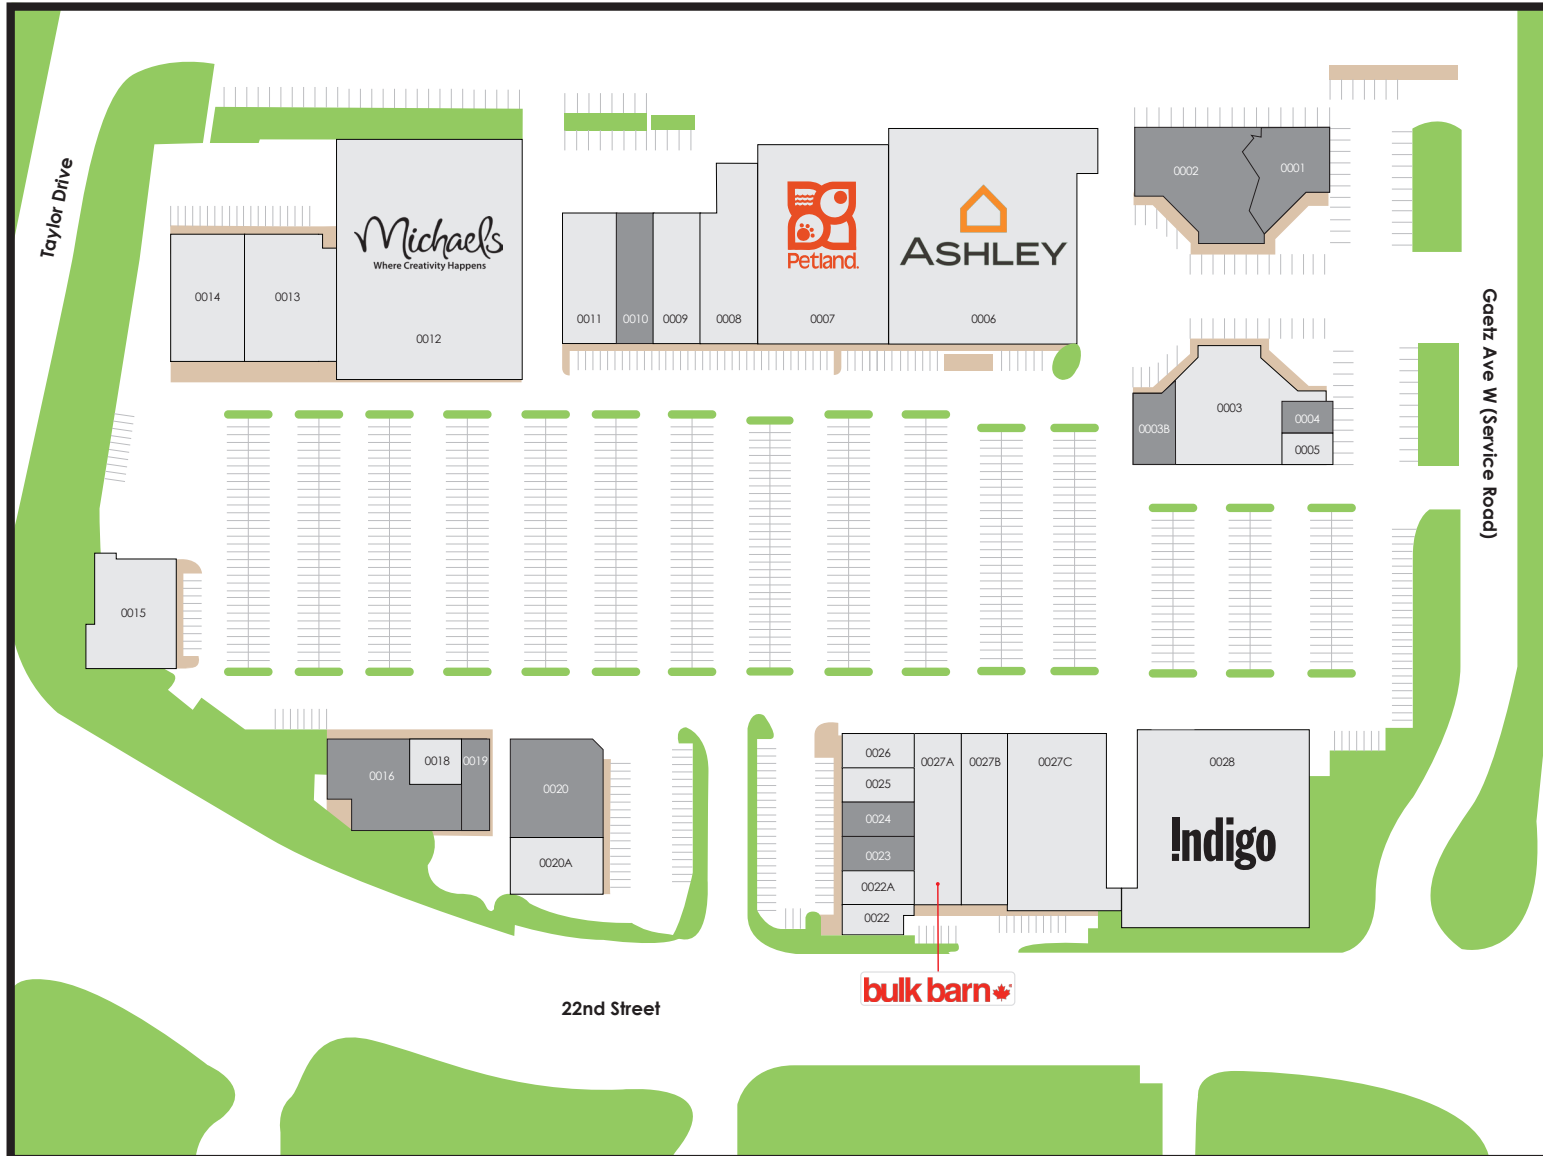 Taylor Drive
Michaels
Where Creativity Happens
0014
0013
0012
0011
0010
0009
0008
Petland.
0007
ASHLEY
0006
0002
0001
0003B
0003
0004
0005
Gaetz Ave W (Service Road)
0015
0016
0018
0019
0020
0020A
0026
0025
0024
0023
0022A
0022
0027A
0027B
0027C
0028
Indigo
bulk barn
22nd Street